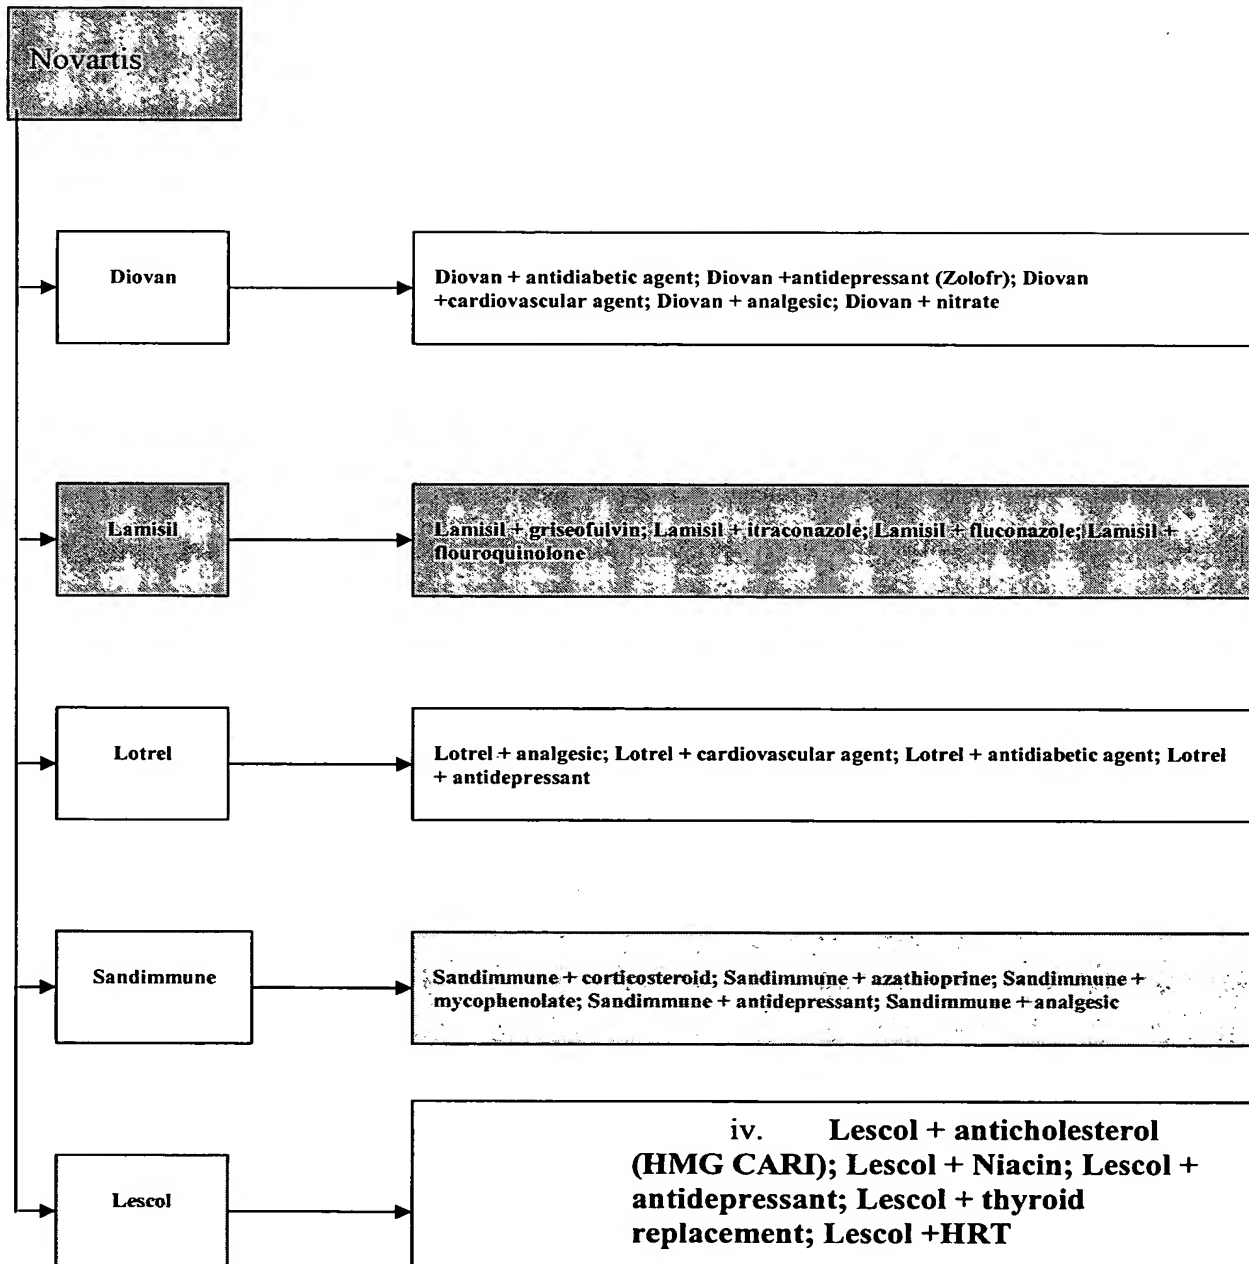 Novartis
Diovan
Diovan + antidiabetic agent; Diovan +antidepressant (Zolofr); Diovan
+cardiovascular agent; Diovan + analgesic; Diovan + nitrate
Lamisil
Lamisil + griseofulvin; Lamisil + itraconazole; Lamisil + fluconazole; Lamisil +
flouroquinolone
Lotrel
Lotrel + analgesic; Lotrel + cardiovascular agent; Lotrel + antidiabetic agent; Lotrel
+ antidepressant
Sandimmune
Sandimmune + corticosteroid; Sandimmune + azathioprine; Sandimmune +
mycophenolate; Sandimmune + antidepressant; Sandimmune + analgesic
Lescol
iv. Lescol + anticholesterol
(HMG CARI); Lescol + Niacin; Lescol +
antidepressant; Lescol + thyroid
replacement; Lescol +HRT